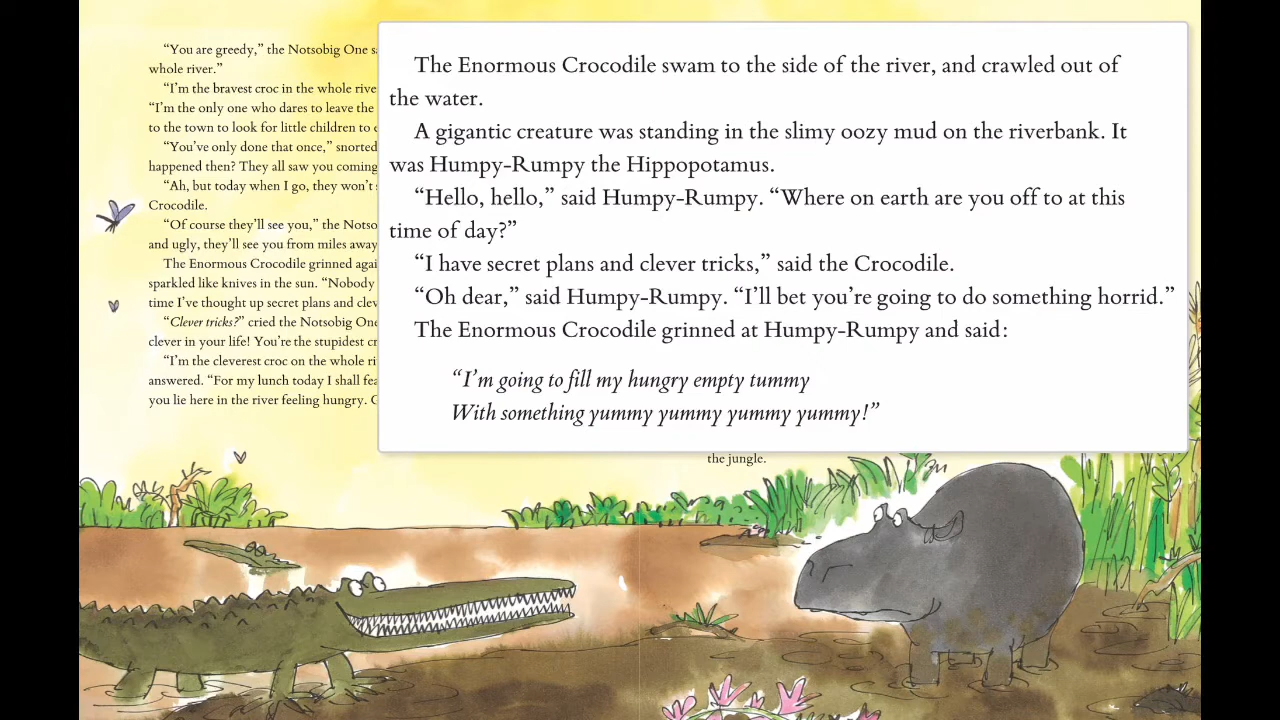 “You are greedy,” the Notsobig One
whole river.”
“I’m the bravest croc in the whole
“I’m the only one who dares to leave the
to the town to look for little children to
“You’ve only done that once,” snorted
happened then? They all saw you coming
“Ah, but today when I go, they won’t
Crocodile.
“Of course they’ll see you,” the
and ugly, they’ll see you from miles away
The Enormous Crocodile grinned
sparkled like knives in the sun. “Nobody
time I’ve thought up secret plans and
“Clever tricks?” cried the Notsobig One
clever in your life! You’re the stupidest
“I’m the cleverest croc on the whole
answered. “For my lunch today I shall
you lie here in the river feeling hungry.
The Enormous Crocodile swam to the side of the river, and crawled out of
the water.
A gigantic creature was standing in the slimy oozy mud on the riverbank. It
was Humpy-Rumpy the Hippopotamus.
“Hello, hello,” said Humpy-Rumpy. “Where on earth are you off to at this
time of day?”
“I have secret plans and clever tricks,” said the Crocodile.
“Oh dear,” said Humpy-Rumpy. “I’ll bet you’re going to do something horrid.”
The Enormous Crocodile grinned at Humpy-Rumpy and said:
“I’m going to fill my hungry empty tummy
With something yummy yummy yummy yummy!”
the jungle.